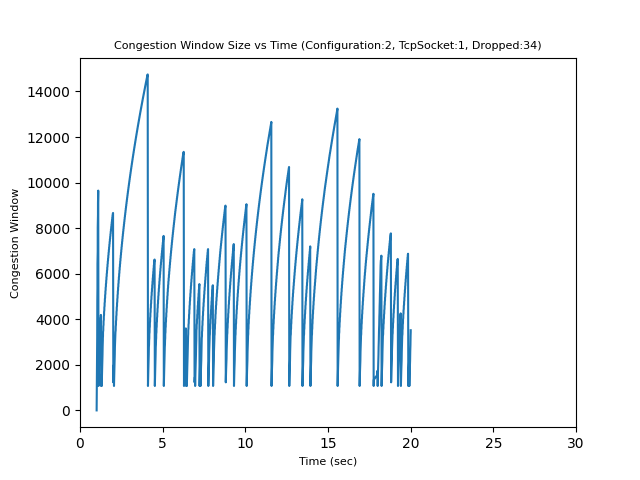 Congestion Window Size vs Time (Configuration:2, TcpSocket:1, Dropped:34)
14000
12000
10000
8000
6000
4000
2000
0
Congestion Window
0 5 10 15 20 25 30
Time (sec)